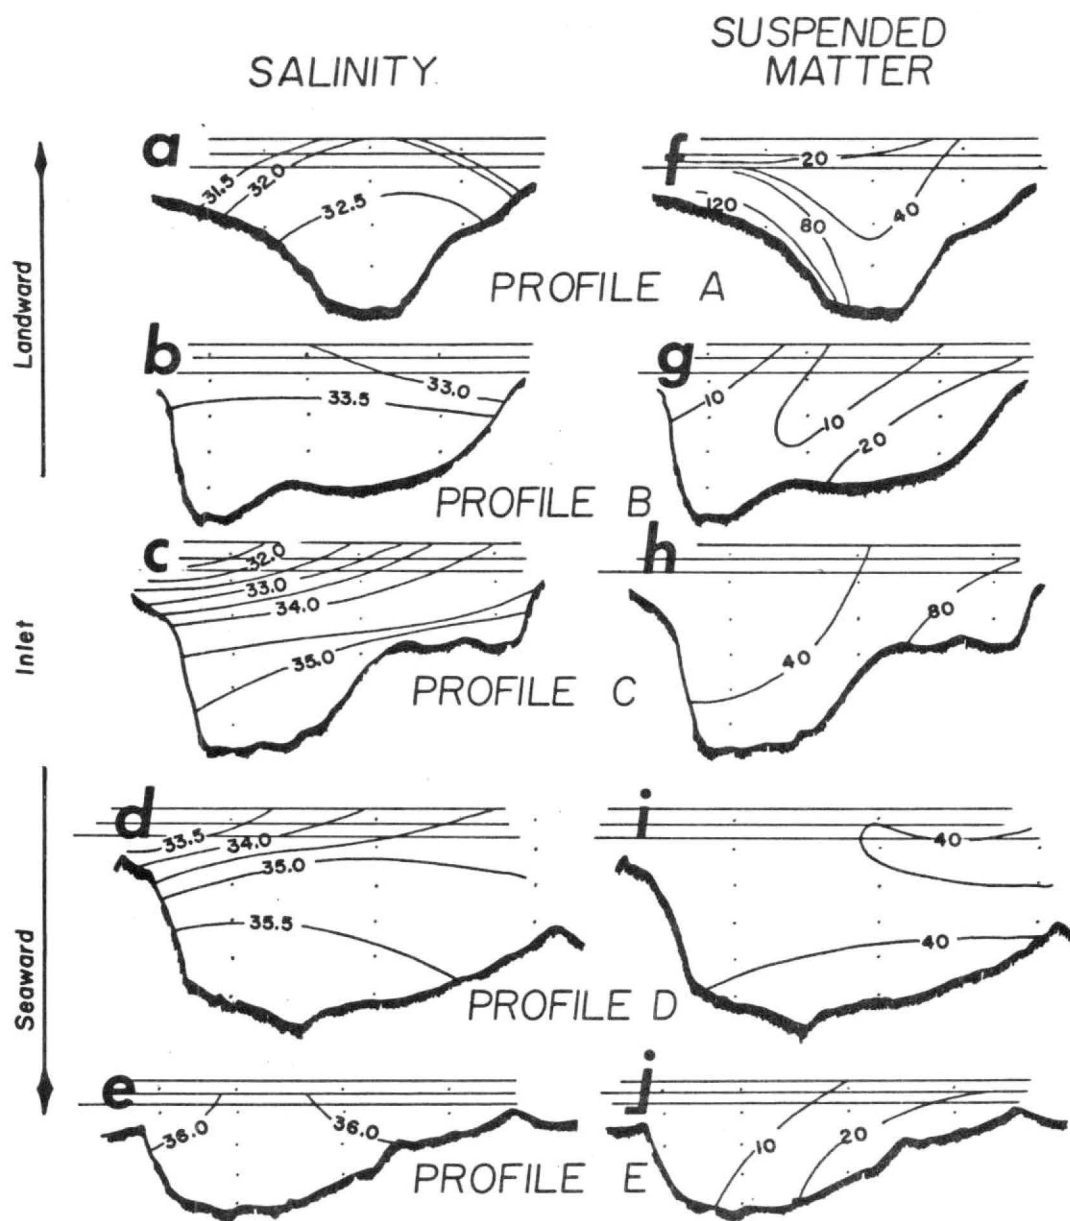 SALINITY
SUSPENDED
MATTER
Landward
Inlet
Seaward
a
31.5
32.0
32.5
f
20
120
80
40
PROFILE A
b
33.0
33.5
g
10
10
20
PROFILE B
c
32.0
33.0
34.0
35.0
h
40
80
PROFILE C
d
33.5
34.0
35.0
35.5
i
40
40
PROFILE D
e
36.0
36.0
j
10
20
PROFILE E